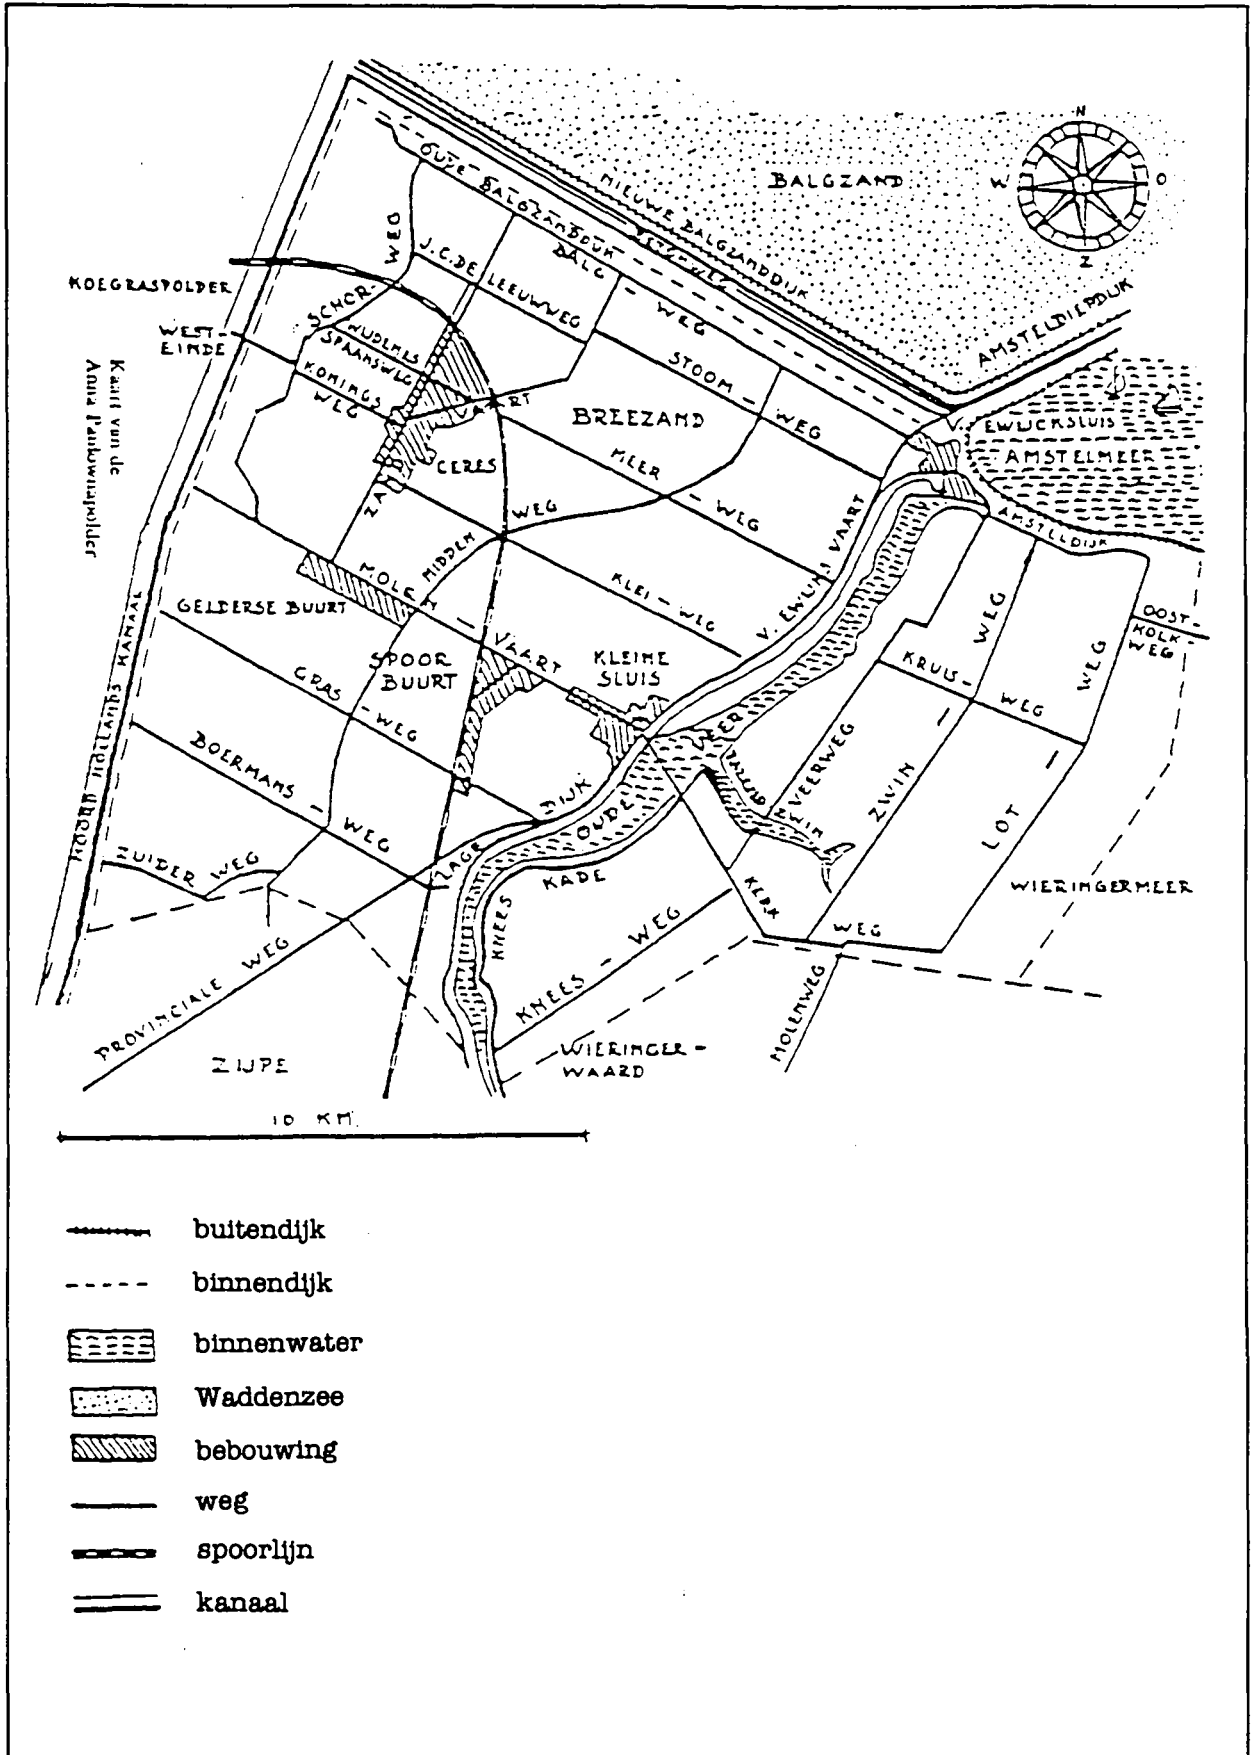 N
W
O
Z
BALGZAND
OUDE BALGZANDDIJK
NIEUWE BALGZANDDIJK
BALG - WEG
AMSTELDIEPDIJK
KOEGRASPOLDER
WEST-
EINDE
SCHOR-
WEG
J.C. DE LEEUWWEG
SPAANSWEG
KONINGS
WEG
STOOM - WEG
VAART
BREEZAND
V. EWIJCKSLUIS
AMSTELMEER
AMSTELDIJK
CERES
ZAND
MEER - WEG
MIDDEN
WEG
KLEI - WEG
V. EWIJKS VAART
Kaart van de
Anna Paulownapolder
NOORD HOLLANDS KANAAL
GELDERSE BUURT
MOLEN - VAART
SPOOR
BUURT
KLEINE
SLUIS
GRAS - WEG
BOERMANS - WEG
OOST-
KOLK-
WEG
KRUIS - WEG
VEERWEG
ZWIN - WEG
LOT - WEG
OUDE VEER
ZWIN
LAGE DIJK
KNEES
KADE
KERK
WEG
WIERINGERMEER
PROVINCIALE WEG
KNEES - WEG
MOLENWEG
ZIJPE
WIERINGER -
WAARD
10 KM.
buitendijk
binnendijk
binnenwater
Waddenzee
bebouwing
weg
spoorlijn
kanaal